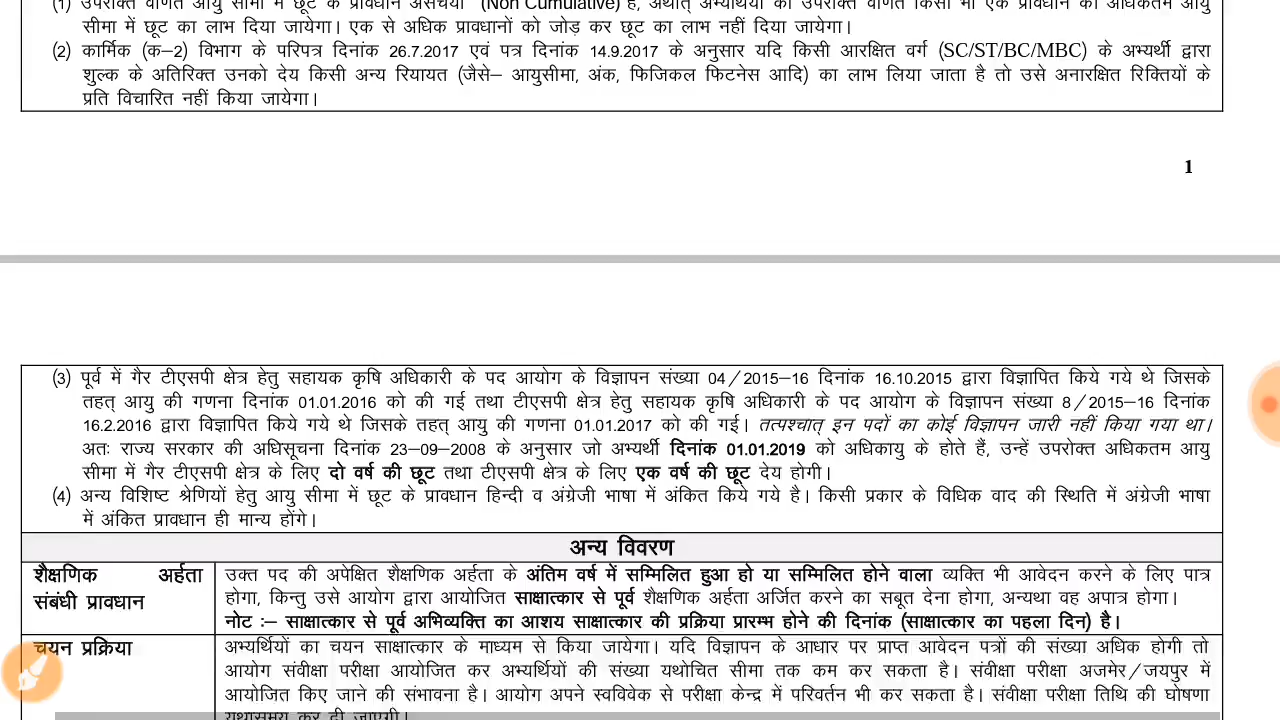 (1) उपरोक्त वर्णित आयु सीमा में छूट के प्रावधान असंचयी (Non Cumulative) है, अर्थात् अभ्यर्थियों को उपरोक्त वर्णित किसी भी एक प्रावधान का अधिकतम आयु
सीमा में छूट का लाभ दिया जायेगा। एक से अधिक प्रावधानों को जोड़ कर छूट का लाभ नहीं दिया जायेगा।
(2) कार्मिक (क–2) विभाग के परिपत्र दिनांक 26.7.2017 एवं पत्र दिनांक 14.9.2017 के अनुसार यदि किसी आरक्षित वर्ग (SC/ST/BC/MBC) के अभ्यर्थी द्वारा
शुल्क के अतिरिक्त उनको देय किसी अन्य रियायत (जैसे– आयुसीमा, अंक, फिजिकल फिटनेस आदि) का लाभ लिया जाता है तो उसे अनारक्षित रिक्तियों के
प्रति विचारित नहीं किया जायेगा।
1
(3) पूर्व में गैर टीएसपी क्षेत्र हेतु सहायक कृषि अधिकारी के पद आयोग के विज्ञापन संख्या 04/2015–16 दिनांक 16.10.2015 द्वारा विज्ञापित किये गये थे जिसके
तहत् आयु की गणना दिनांक 01.01.2016 को की गई तथा टीएसपी क्षेत्र हेतु सहायक कृषि अधिकारी के पद आयोग के विज्ञापन संख्या 8/2015–16 दिनांक
16.2.2016 द्वारा विज्ञापित किये गये थे जिसके तहत् आयु की गणना 01.01.2017 को की गई। तत्पश्चात् इन पदों का कोई विज्ञापन जारी नहीं किया गया था।
अतः राज्य सरकार की अधिसूचना दिनांक 23–09–2008 के अनुसार जो अभ्यर्थी दिनांक 01.01.2019 को अधिकायु के होते हैं, उन्हें उपरोक्त अधिकतम आयु
सीमा में गैर टीएसपी क्षेत्र के लिए दो वर्ष की छूट तथा टीएसपी क्षेत्र के लिए एक वर्ष की छूट देय होगी।
(4) अन्य विशिष्ट श्रेणियों हेतु आयु सीमा में छूट के प्रावधान हिन्दी व अंग्रेजी भाषा में अंकित किये गये है। किसी प्रकार के विधिक वाद की स्थिति में अंग्रेजी भाषा
में अंकित प्रावधान ही मान्य होंगे।
अन्य विवरण
शैक्षणिक अर्हता
संबंधी प्रावधान
उक्त पद की अपेक्षित शैक्षणिक अर्हता के अंतिम वर्ष में सम्मिलित हुआ हो या सम्मिलित होने वाला व्यक्ति भी आवेदन करने के लिए पात्र
होगा, किन्तु उसे आयोग द्वारा आयोजित साक्षात्कार से पूर्व शैक्षणिक अर्हता अर्जित करने का सबूत देना होगा, अन्यथा वह अपात्र होगा।
नोट :– साक्षात्कार से पूर्व अभिव्यक्ति का आशय साक्षात्कार की प्रक्रिया प्रारम्भ होने की दिनांक (साक्षात्कार का पहला दिन) है।
चयन प्रक्रिया
अभ्यर्थियों का चयन साक्षात्कार के माध्यम से किया जायेगा। यदि विज्ञापन के आधार पर प्राप्त आवेदन पत्रों की संख्या अधिक होगी तो
आयोग संवीक्षा परीक्षा आयोजित कर अभ्यर्थियों की संख्या यथोचित सीमा तक कम कर सकता है। संवीक्षा परीक्षा अजमेर/जयपुर में
आयोजित किए जाने की संभावना है। आयोग अपने स्वविवेक से परीक्षा केन्द्र में परिवर्तन भी कर सकता है। संवीक्षा परीक्षा तिथि की घोषणा
यथासमय कर दी जाएगी।